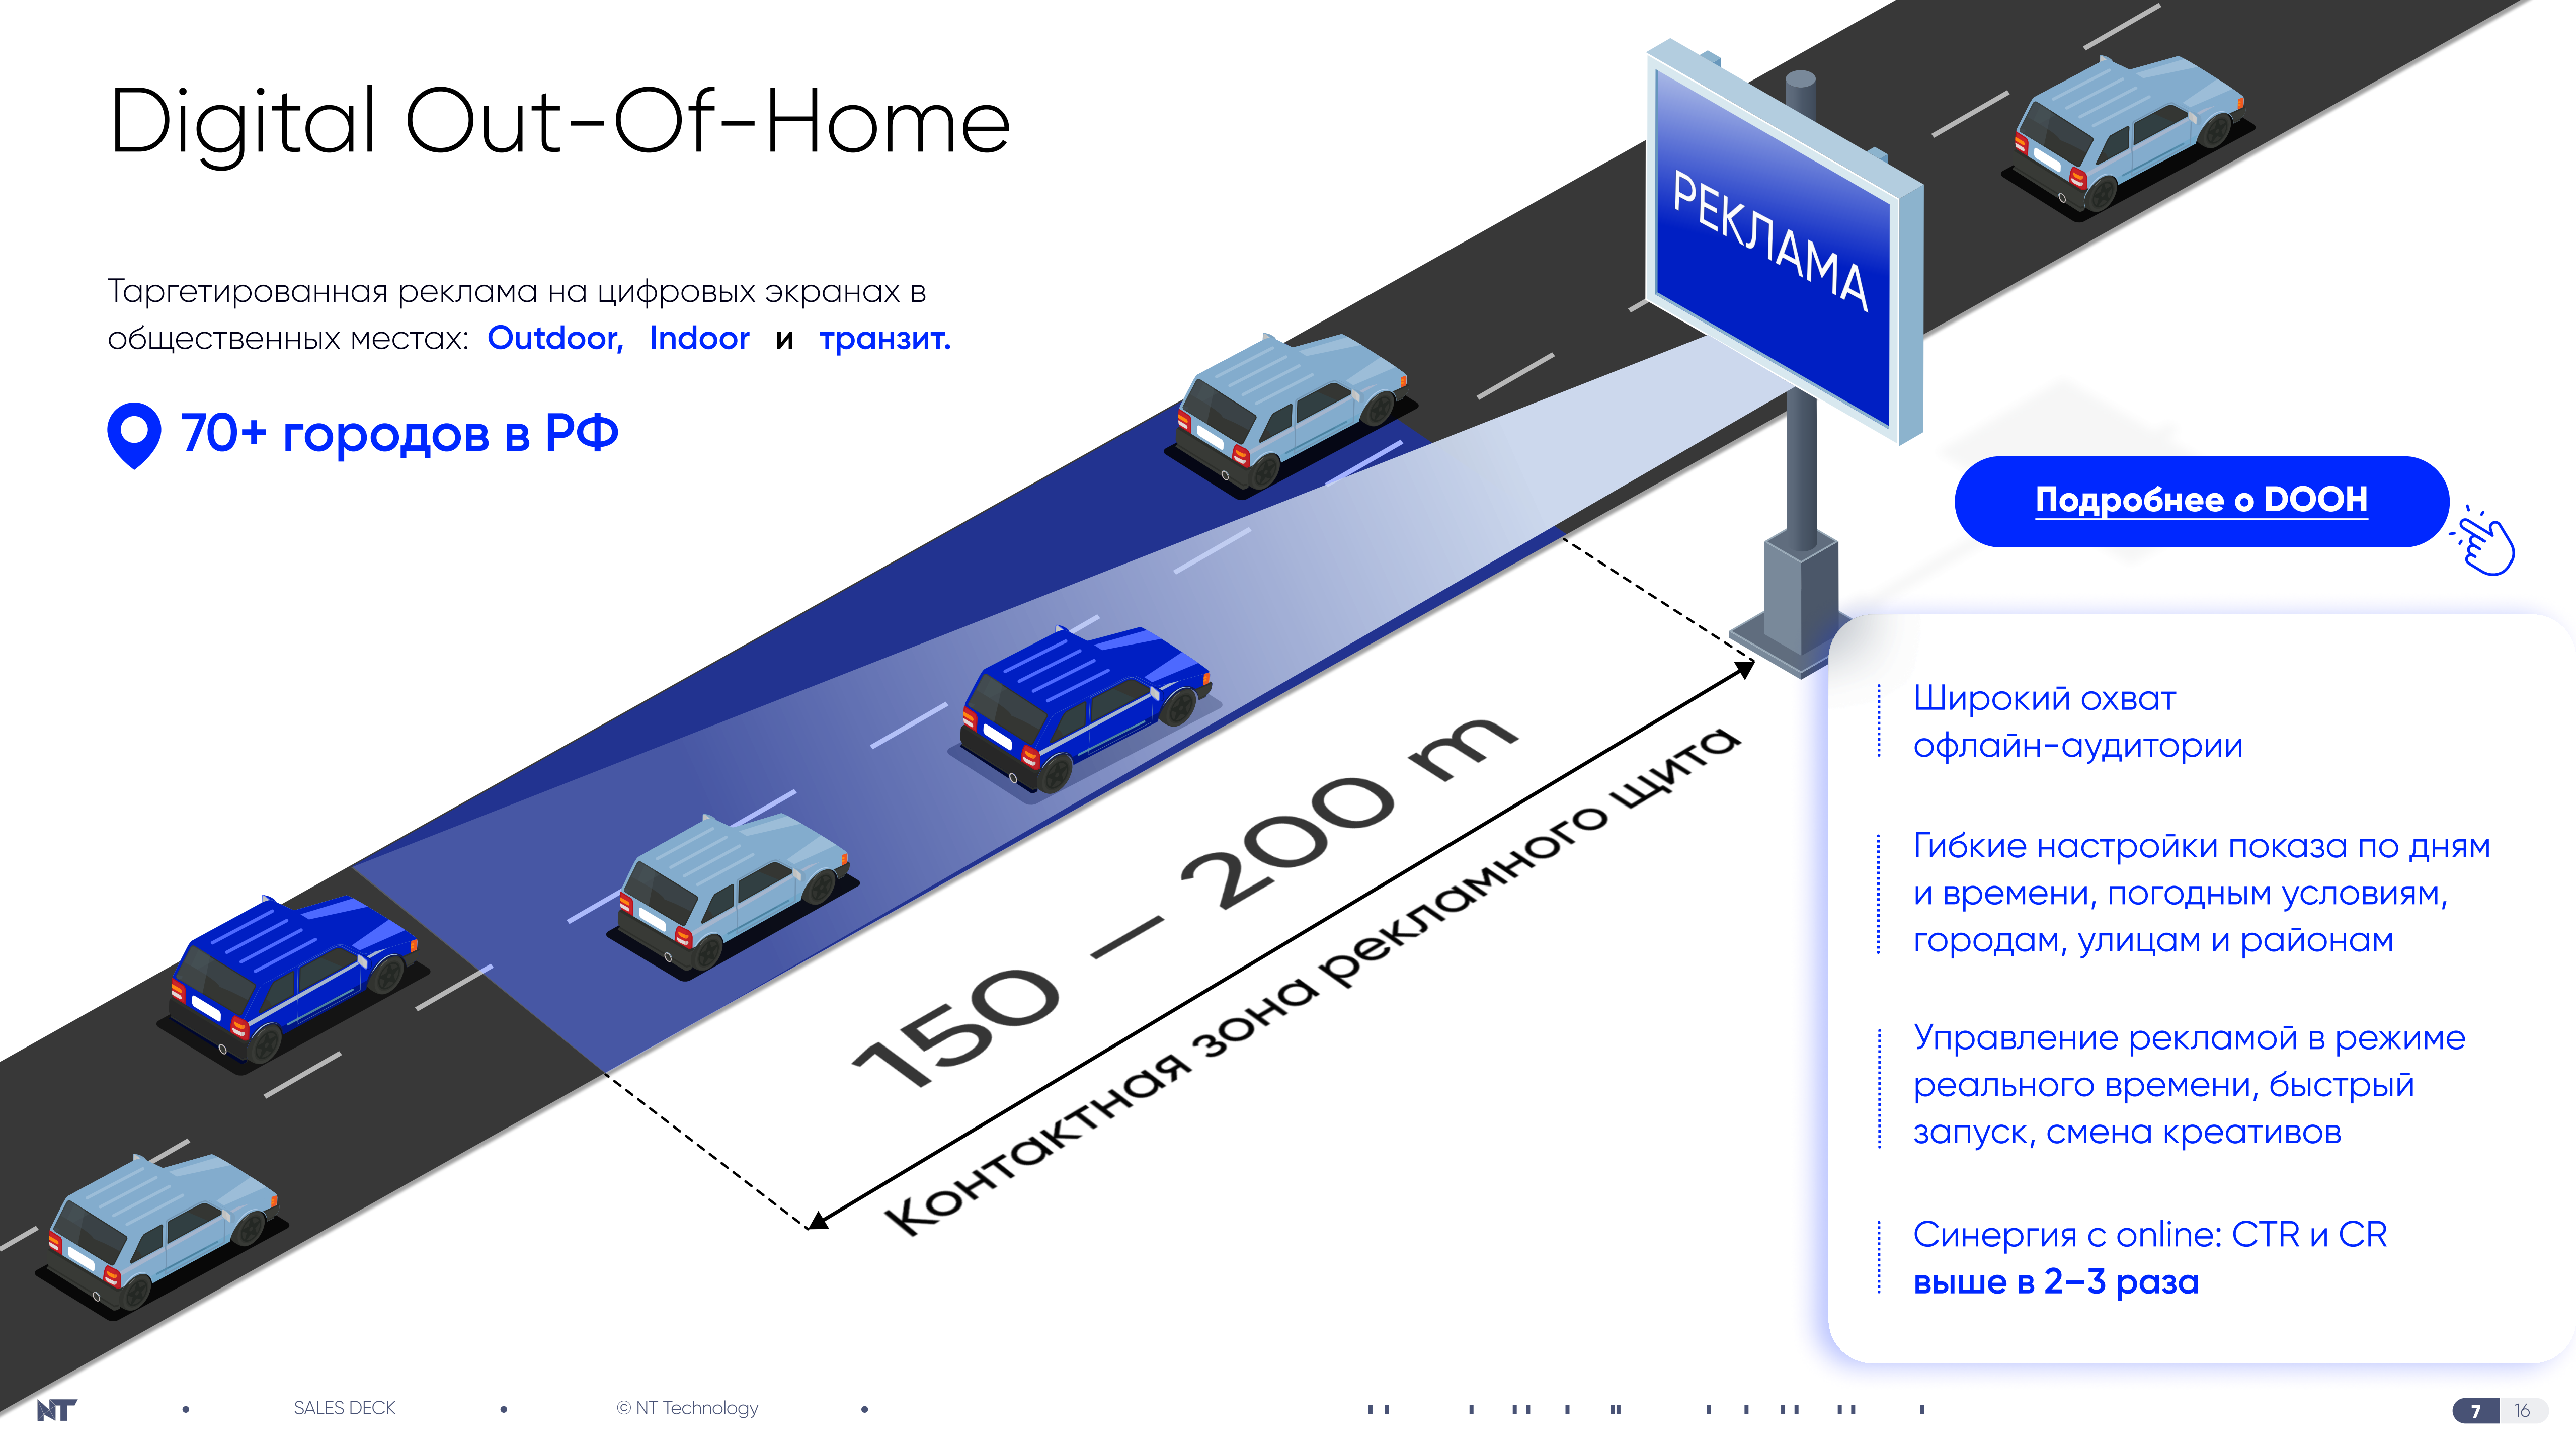 Digital Out-Of-Home
Таргетированная реклама на цифровых экранах в
общественных местах: Outdoor, Indoor и транзит.
70+ городов в РФ
РЕКЛАМА
150 — 200 m
Контактная зона рекламного щита
Подробнее о DOOH
Широкий охват
офлайн-аудитории
Гибкие настройки показа по дням
и времени, погодным условиям,
городам, улицам и районам
Управление рекламой в режиме
реального времени, быстрый
запуск, смена креативов
Синергия с online: CTR и CR
выше в 2–3 раза
NT
SALES DECK
© NT Technology
7 16